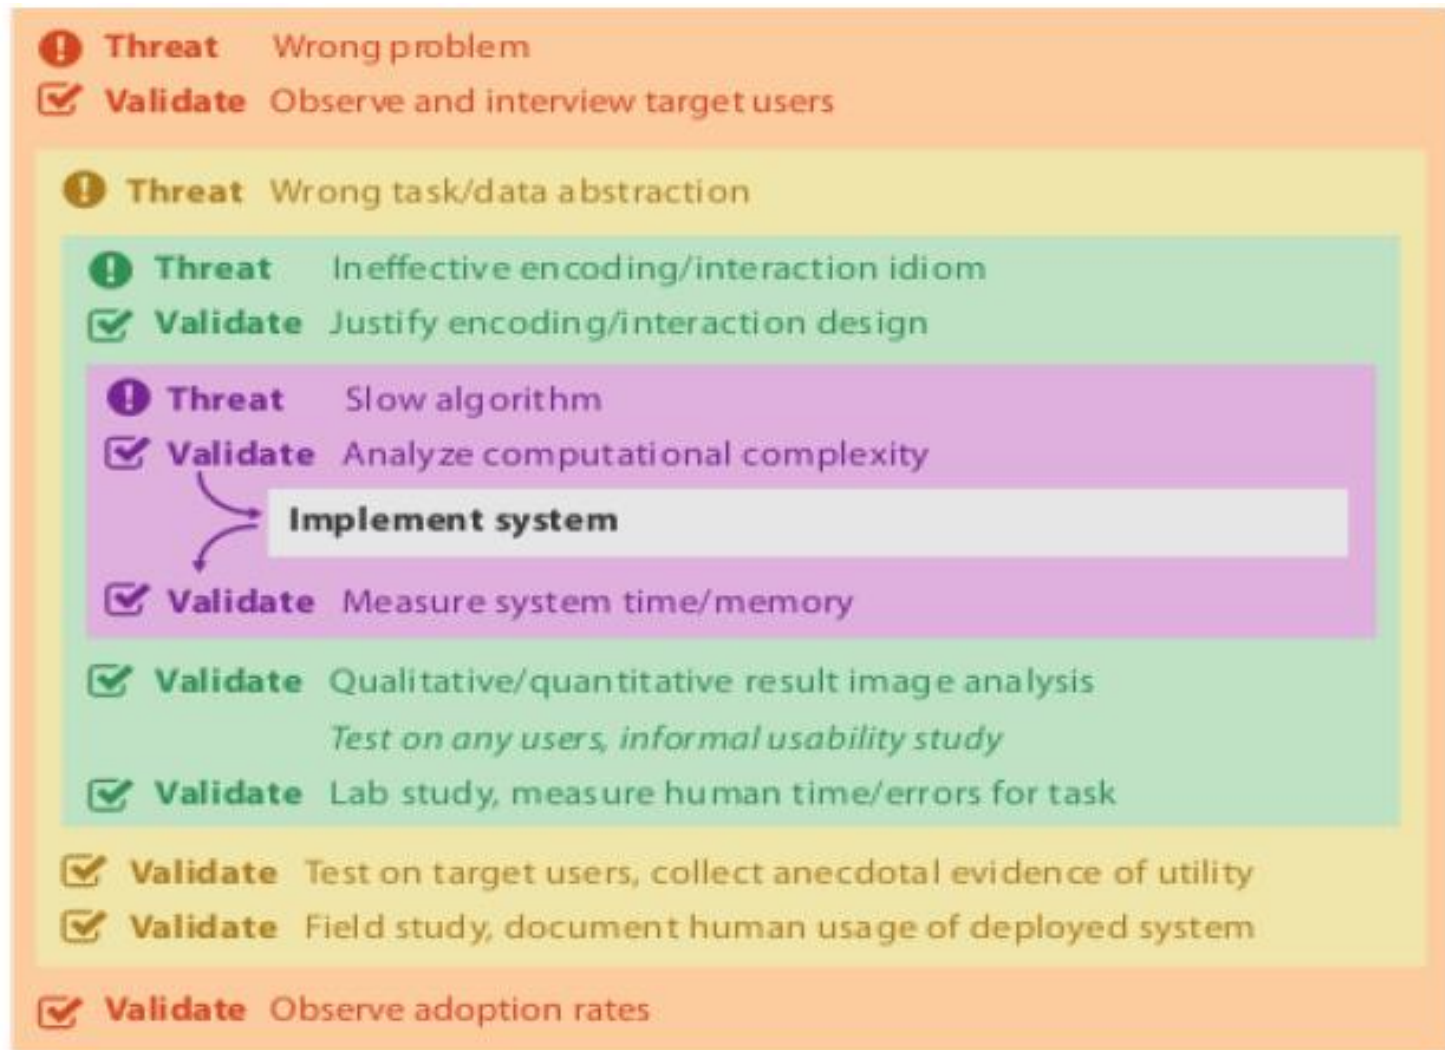 Threat Wrong problem
Validate Observe and interview target users
Threat Wrong task/data abstraction
Threat Ineffective encoding/interaction idiom
Validate Justify encoding/interaction design
Threat Slow algorithm
Validate Analyze computational complexity
Implement system
Validate Measure system time/memory
Validate Qualitative/quantitative result image analysis
Test on any users, informal usability study
Validate Lab study, measure human time/errors for task
Validate Test on target users, collect anecdotal evidence of utility
Validate Field study, document human usage of deployed system
Validate Observe adoption rates